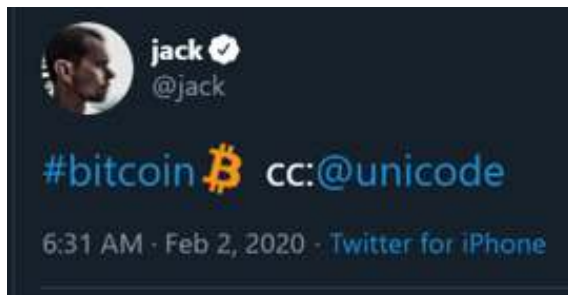 jack
@jack
#bitcoin cc:@unicode
6:31 AM · Feb 2, 2020 · Twitter for iPhone